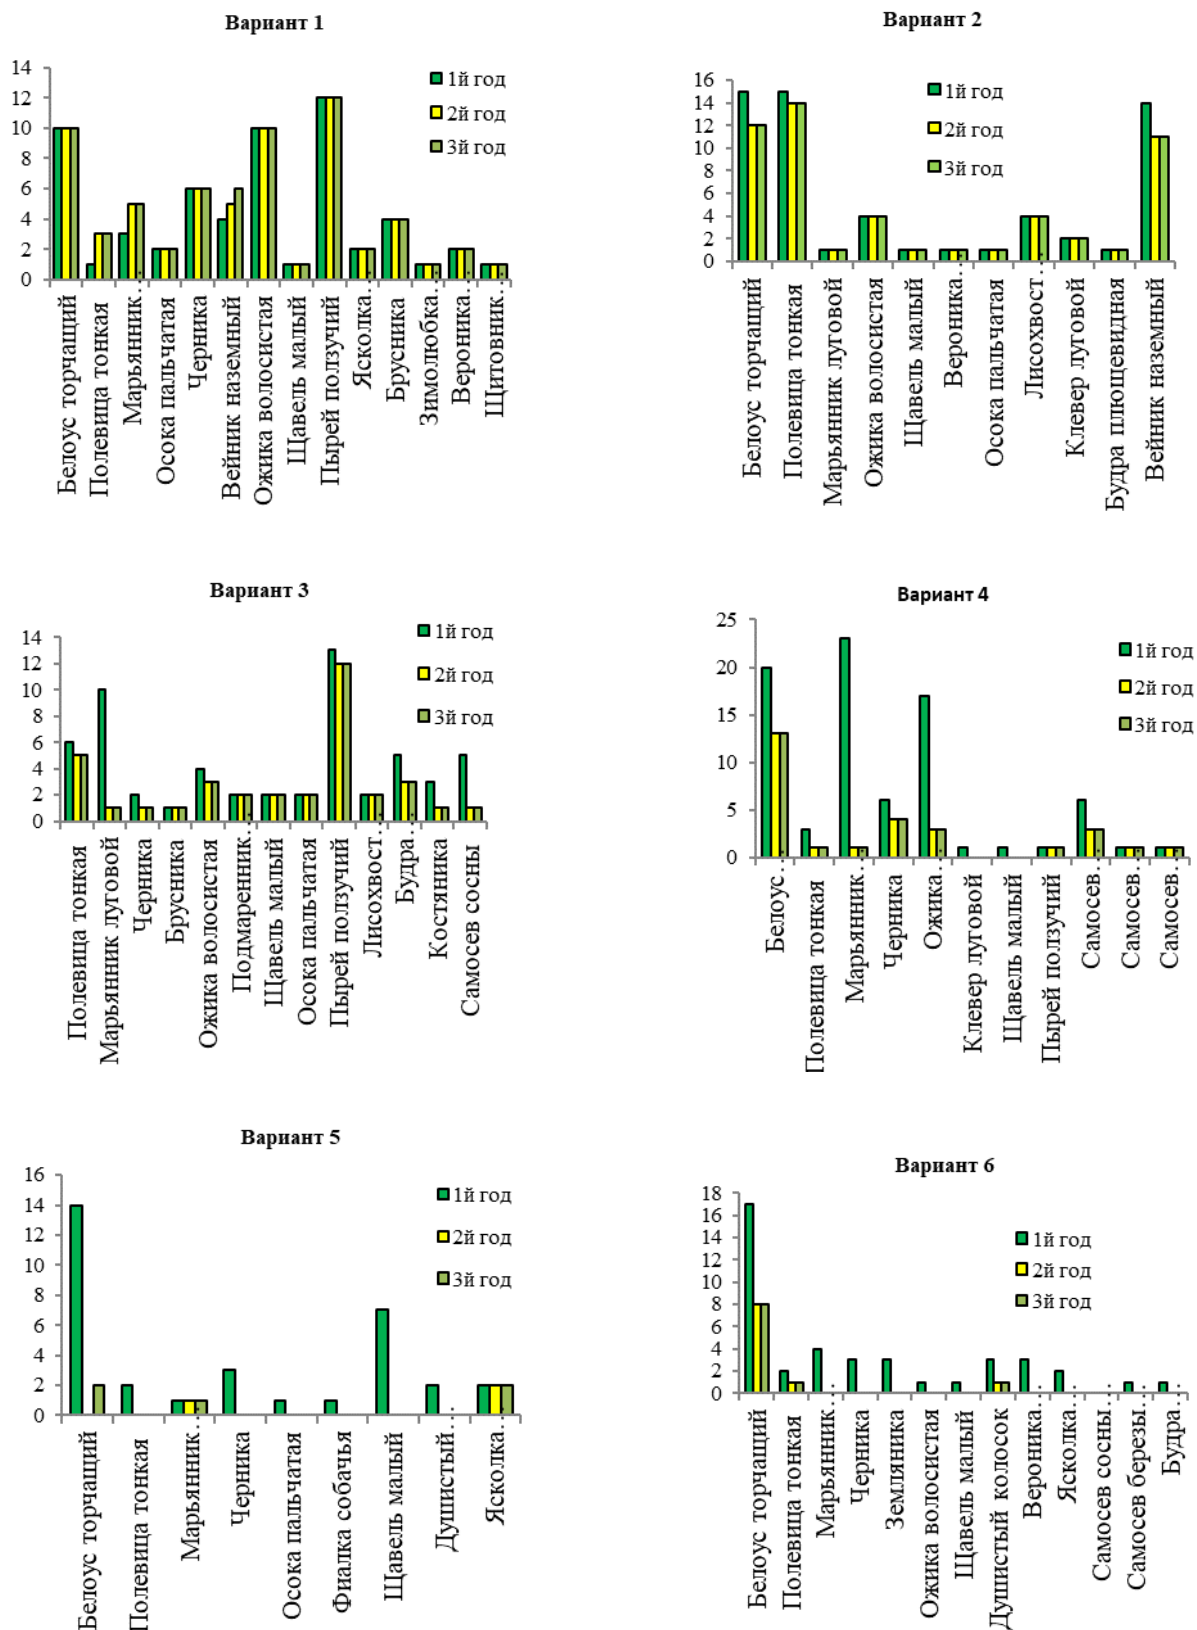 Вариант 1
14
12
10
8
6
4
2
0
1й год
2й год
3й год
Белоус торчащий
Полевица тонкая
Марьянник…
Осока пальчатая
Черника
Вейник наземный
Ожика волосистая
Щавель малый
Пырей ползучий
Ясколка…
Брусника
Зимолюбка…
Вероника…
Щитовник…
Вариант 2
16
14
12
10
8
6
4
2
0
1й год
2й год
3й год
Белоус торчащий
Полевица тонкая
Марьянник луговой
Ожика волосистая
Щавель малый
Вероника…
Осока пальчатая
Лисохвост…
Клевер луговой
Будра плющевидная
Вейник наземный
Вариант 3
14
12
10
8
6
4
2
0
1й год
2й год
3й год
Полевица тонкая
Марьянник луговой
Черника
Брусника
Ожика волосистая
Подмаренник…
Щавель малый
Осока пальчатая
Пырей ползучий
Лисохвост…
Будра…
Костяника
Самосев сосны
Вариант 4
25
20
15
10
5
0
1й год
2й год
3й год
Белоус…
Полевица тонкая
Марьянник…
Черника
Ожика…
Клевер луговой
Щавель малый
Пырей ползучий
Самосев…
Самосев…
Самосев…
Вариант 5
16
14
12
10
8
6
4
2
0
1й год
2й год
3й год
Белоус торчащий
Полевица тонкая
Марьянник…
Черника
Осока пальчатая
Фиалка собачья
Щавель малый
Душистый…
Ясколка…
Вариант 6
18
16
14
12
10
8
6
4
2
0
1й год
2й год
3й год
Белоус торчащий
Полевица тонкая
Марьянник…
Черника
Земляника
Ожика волосистая
Щавель малый
Душистый колосок
Вероника…
Ясколка…
Самосев сосны…
Самосев березы…
Будра…